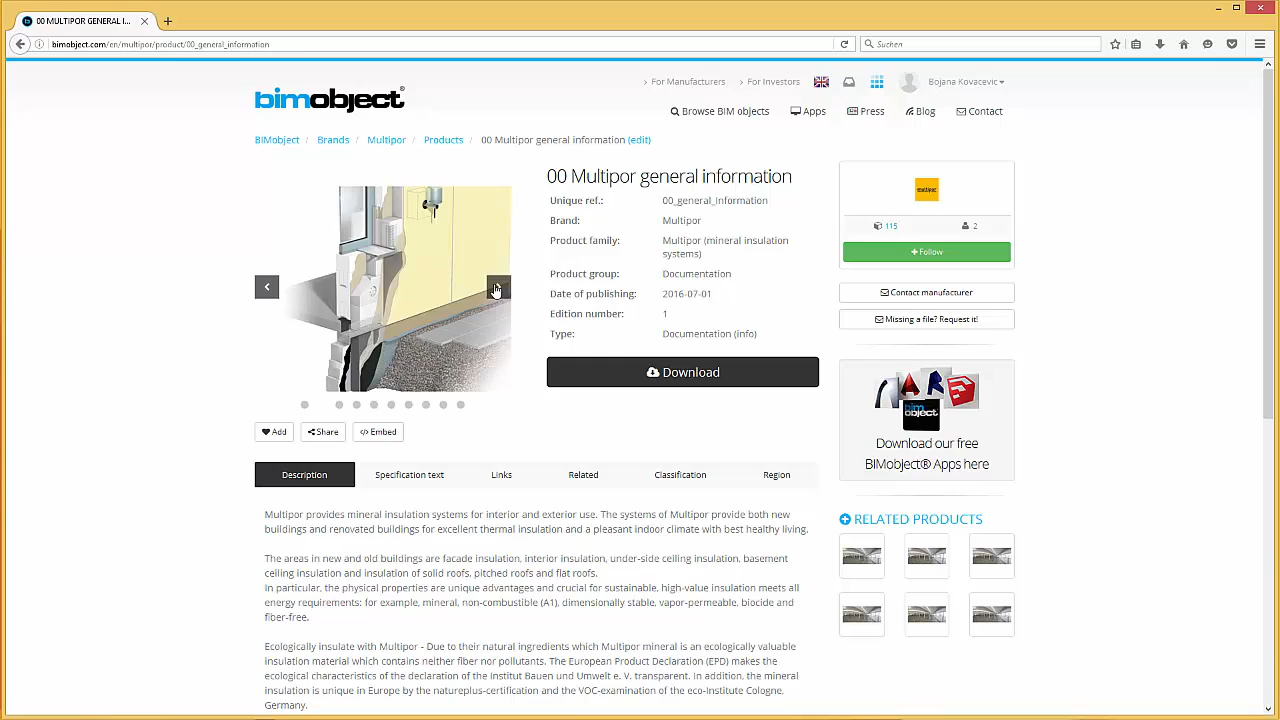 00 MULTIPOR GENERAL I...
bimobject.com/en/multipor/product/00_general_information
Suchen
For Manufacturers
For Investors
Bojana Kovacevic
bimobject®
Browse BIM objects
Apps
Press
Blog
Contact
BIMobject / Brands / Multipor / Products / 00 Multipor general information (edit)
00 Multipor general information
Unique ref.: 00_general_Information
Brand: Multipor
Product family: Multipor (mineral insulation
systems)
Product group: Documentation
Date of publishing: 2016-07-01
Edition number: 1
Type: Documentation (info)
Download
Add
Share
Embed
multipor
115
2
Follow
Contact manufacturer
Missing a file? Request it!
bim
object
Download our free
BIMobject® Apps here
Description
Specification text
Links
Related
Classification
Region
Multipor provides mineral insulation systems for interior and exterior use. The systems of Multipor provide both new
buildings and renovated buildings for excellent thermal insulation and a pleasant indoor climate with best healthy living.
The areas in new and old buildings are facade insulation, interior insulation, under-side ceiling insulation, basement
ceiling insulation and insulation of solid roofs, pitched roofs and flat roofs.
In particular, the physical properties are unique advantages and crucial for sustainable, high-value insulation meets all
energy requirements: for example, mineral, non-combustible (A1), dimensionally stable, vapor-permeable, biocide and
fiber-free.
Ecologically insulate with Multipor - Due to their natural ingredients which Multipor mineral is an ecologically valuable
insulation material which contains neither fiber nor pollutants. The European Product Declaration (EPD) makes the
ecological characteristics of the declaration of the Institut Bauen und Umwelt e. V. transparent. In addition, the mineral
insulation is unique in Europe by the natureplus-certification and the VOC-examination of the eco-Institute Cologne,
Germany.
RELATED PRODUCTS